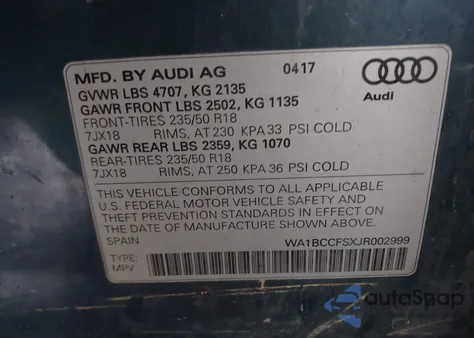 MFD. BY AUDI AG 0417
GVWR LBS 4707, KG 2135
GAWR FRONT LBS 2502, KG 1135
FRONT-TIRES 235/50 R18
7JX18 RIMS, AT 230 KPA 33 PSI COLD
GAWR REAR LBS 2359, KG 1070
REAR-TIRES 235/50 R18
7JX18 RIMS, AT 250 KPA 36 PSI COLD
Audi
THIS VEHICLE CONFORMS TO ALL APPLICABLE
U.S. FEDERAL MOTOR VEHICLE SAFETY AND
THEFT PREVENTION STANDARDS IN EFFECT ON
THE DATE OF MANUFACTURE SHOWN ABOVE.
SPAIN WA1BCCFSXJR002999
TYPE:
MPV
autoSnap